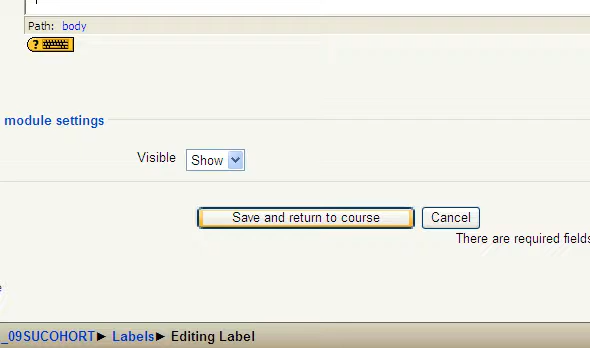 Path: body
?
module settings
Visible Show
Save and return to course Cancel
There are required fields
e
_09SUCOHORT► Labels► Editing Label